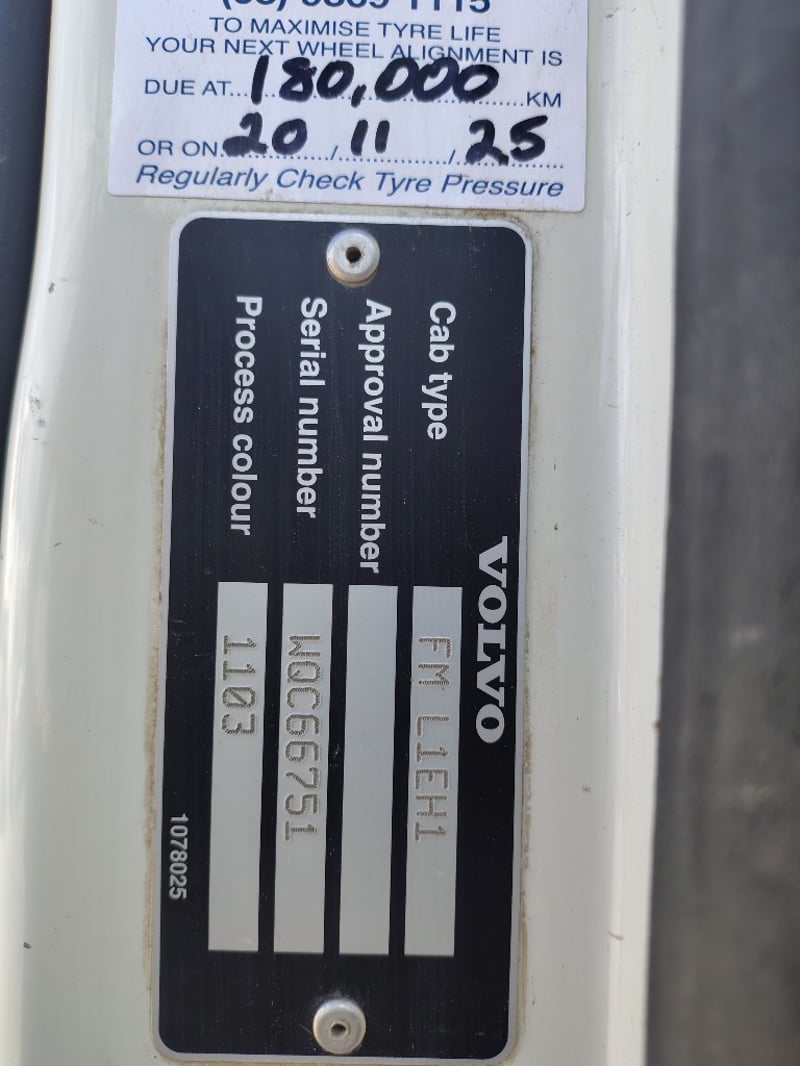 TO MAXIMISE TYRE LIFE
YOUR NEXT WHEEL ALIGNMENT IS
DUE AT...180,000...KM
OR ON...20/11/25
Regularly Check Tyre Pressure
VOLVO
Cab type FM L1EH1
Approval number
Serial number WQC66751
Process colour 1103
1078025